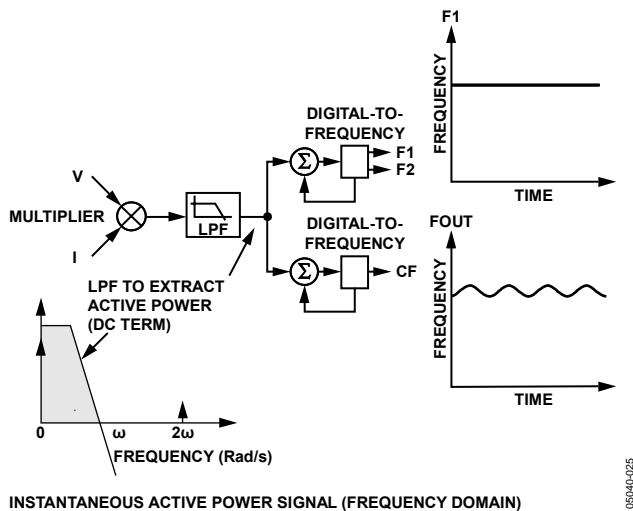 F1
FREQUENCY
TIME
DIGITAL-TO-
FREQUENCY
Σ
F1
F2
V
MULTIPLIER
I
LPF
DIGITAL-TO-
FREQUENCY
Σ
CF
FOUT
FREQUENCY
TIME
LPF TO EXTRACT
ACTIVE POWER
(DC TERM)
0 ω 2ω
FREQUENCY (Rad/s)
INSTANTANEOUS ACTIVE POWER SIGNAL (FREQUENCY DOMAIN)
05040-025